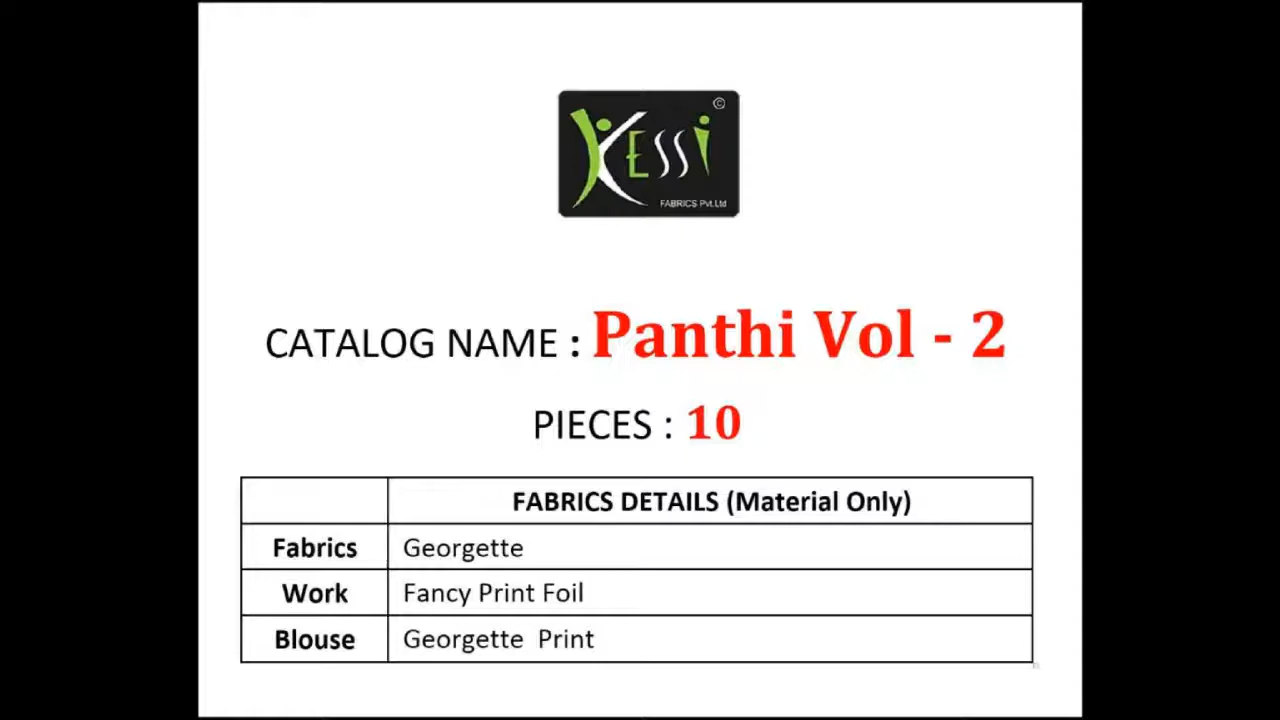 KESSi ©
FABRICS Pvt.Ltd
CATALOG NAME : Panthi Vol - 2
PIECES : 10
FABRICS DETAILS (Material Only)
Fabrics Georgette
Work Fancy Print Foil
Blouse Georgette Print